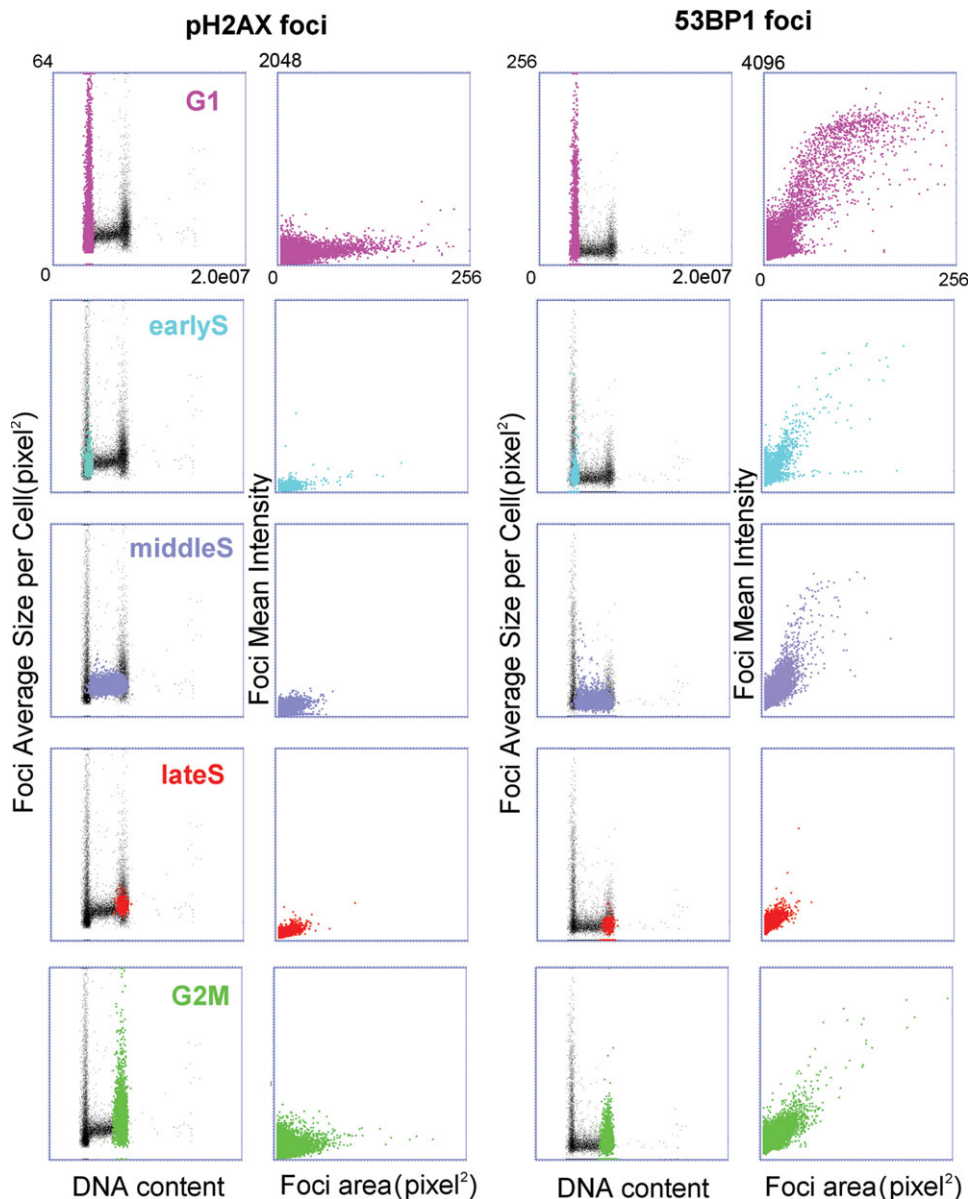 pH2AX foci
53BP1 foci
64
2048
256
4096
G1
0
2.0e07
0
256
0
2.0e07
0
256
earlyS
middleS
lateS
G2M
Foci Average Size per Cell(pixel²)
Foci Mean Intensity
Foci Average Size per Cell(pixel²)
Foci Mean Intensity
DNA content
Foci area(pixel²)
DNA content
Foci area(pixel²)